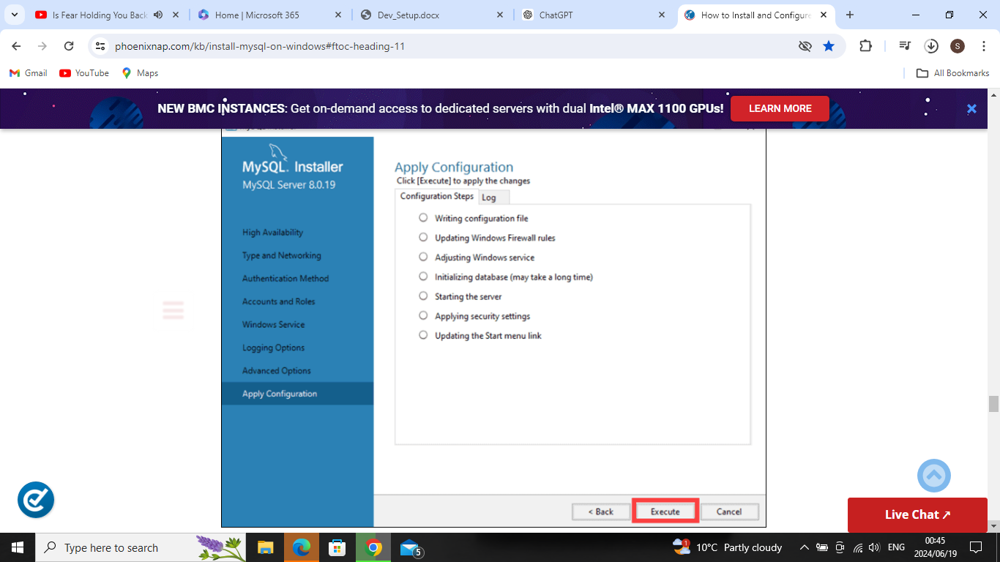 Is Fear Holding You Back
Home | Microsoft 365
Dev_Setup.docx
ChatGPT
How to Install and Configure
phoenixnap.com/kb/install-mysql-on-windows#ftoc-heading-11
S
Gmail
YouTube
Maps
All Bookmarks
NEW BMC INSTANCES: Get on-demand access to dedicated servers with dual Intel® MAX 1100 GPUs!
LEARN MORE
MySQL. Installer
MySQL Server 8.0.19
High Availability
Type and Networking
Authentication Method
Accounts and Roles
Windows Service
Logging Options
Advanced Options
Apply Configuration
Apply Configuration
Click [Execute] to apply the changes
Configuration Steps
Log
Writing configuration file
Updating Windows Firewall rules
Adjusting Windows service
Initializing database (may take a long time)
Starting the server
Applying security settings
Updating the Start menu link
< Back
Execute
Cancel
Live Chat ↗
Type here to search
5
1
10°C Partly cloudy
ENG
00:45
2024/06/19